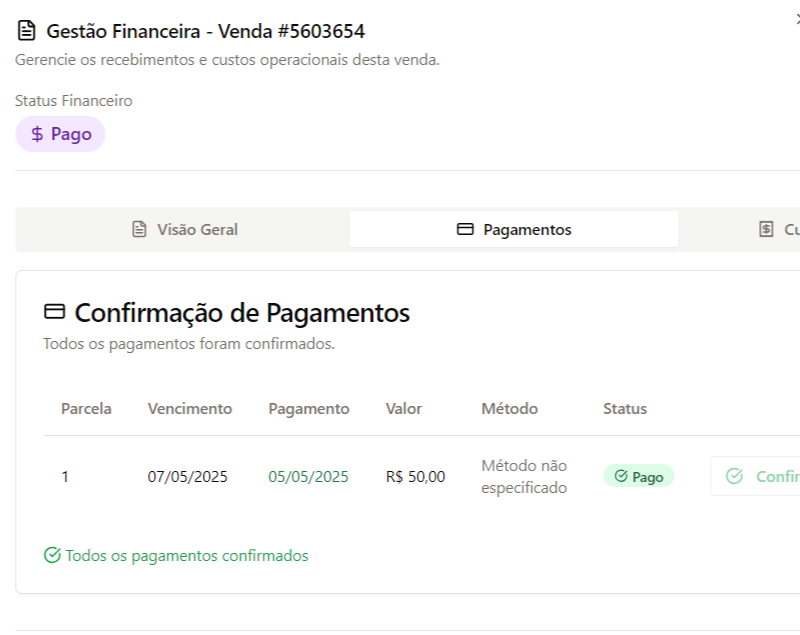 Gestão Financeira - Venda #5603654
Gerencie os recebimentos e custos operacionais desta venda.
Status Financeiro
$ Pago
Visão Geral
Pagamentos
Confirmação de Pagamentos
Todos os pagamentos foram confirmados.
Parcela Vencimento Pagamento Valor Método Status
1 07/05/2025 05/05/2025 R$ 50,00 Método não especificado Pago
Todos os pagamentos confirmados